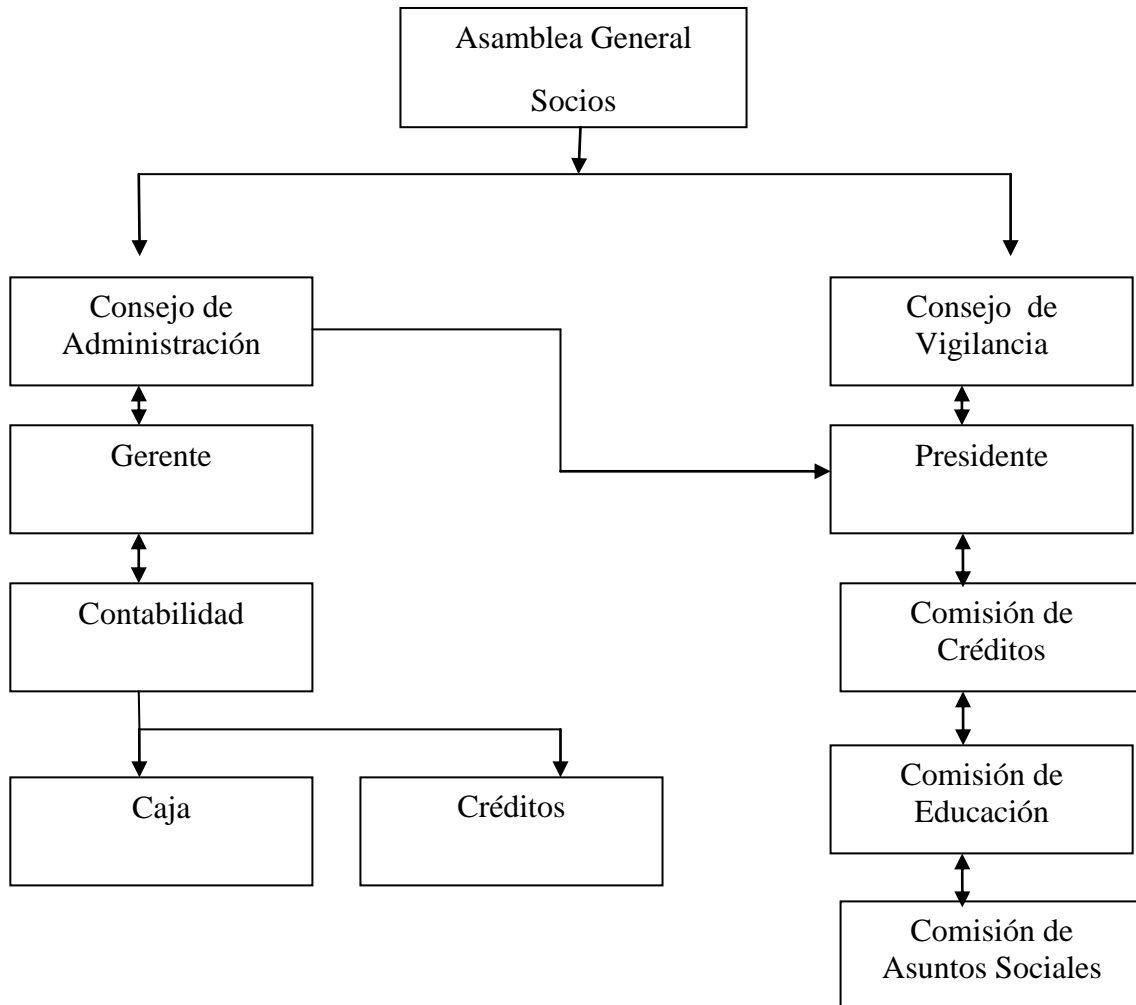 Asamblea General
Socios
Consejo de
Administración
Consejo de
Vigilancia
Gerente
Presidente
Contabilidad
Comisión de
Créditos
Caja
Créditos
Comisión de
Educación
Comisión de
Asuntos Sociales